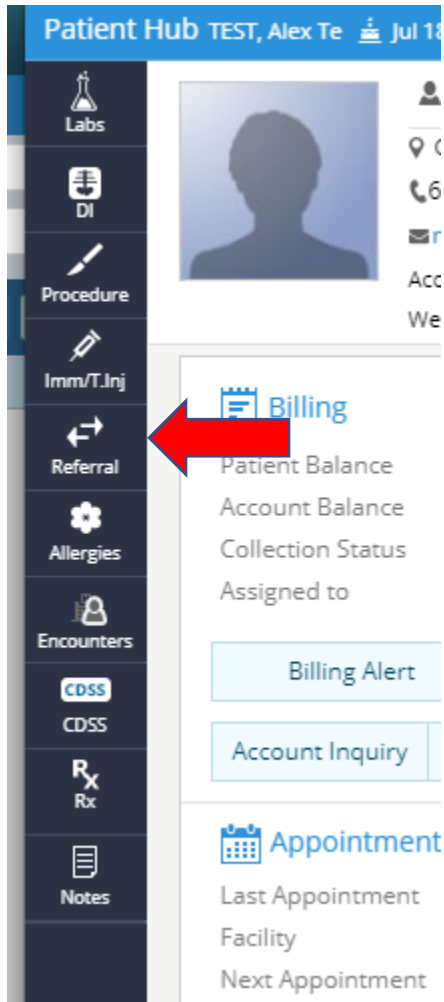 Patient Hub TEST, Alex Te Jul 18
Labs
DI
Procedure
Imm/T.Inj
Referral
Allergies
Encounters
CDSS
CDSS
Rx
Rx
Notes
6
Acc
We
Billing
Patient Balance
Account Balance
Collection Status
Assigned to
Billing Alert
Account Inquiry
Appointment
Last Appointment
Facility
Next Appointment